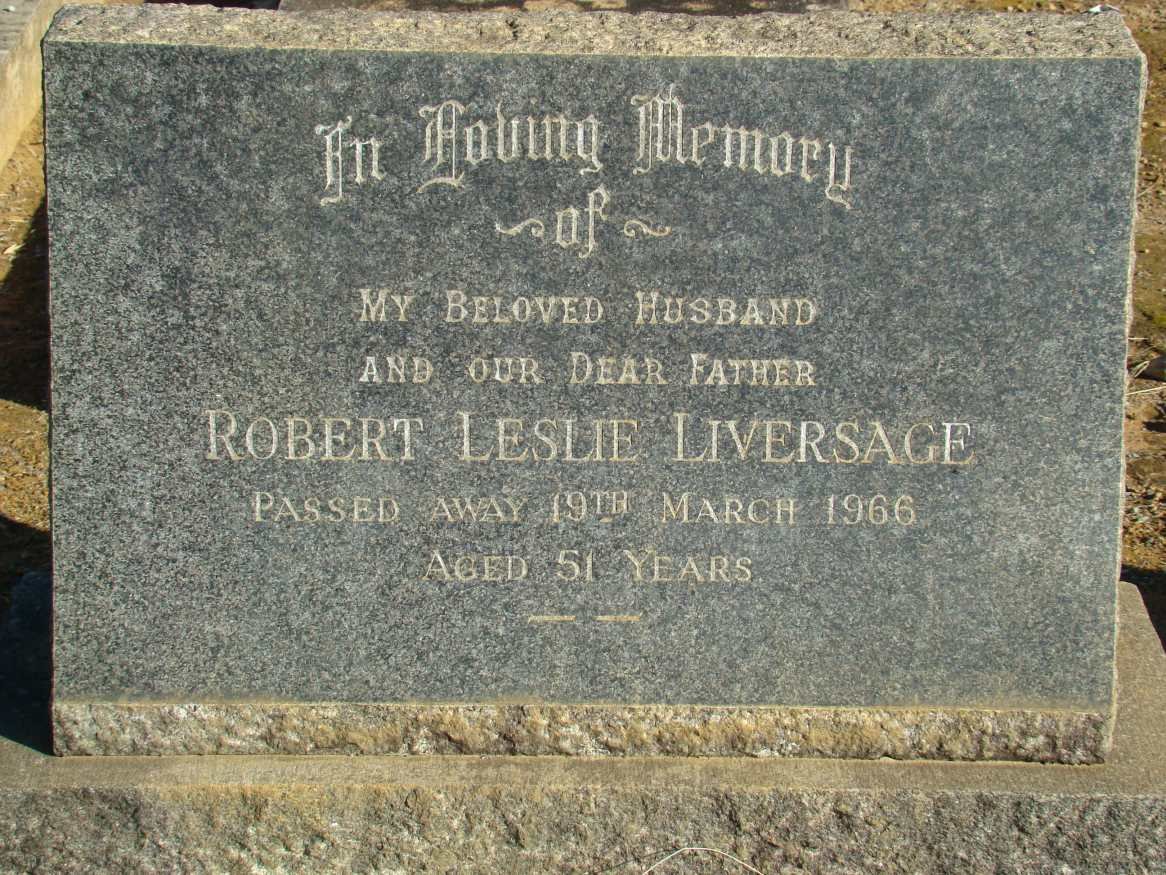 In Loving Memory
of
My Beloved Husband
and our Dear Father
Robert Leslie Liversage
Passed away 19th March 1966
Aged 51 Years